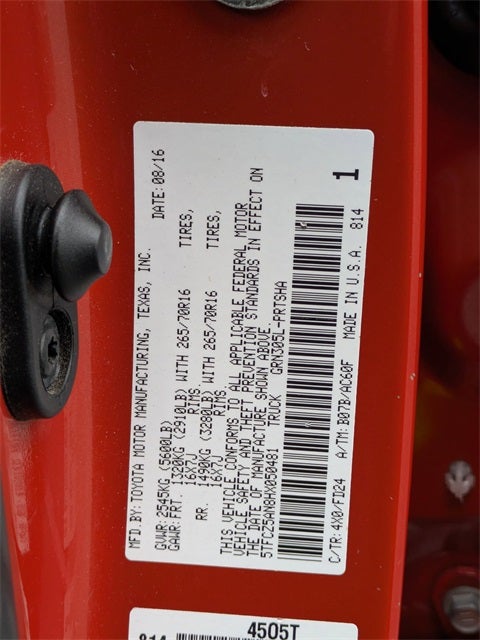 MFD.BY: TOYOTA MOTOR MANUFACTURING, TEXAS, INC. DATE: 08/16
GVWR: 2545KG (5600LB)
GAWR: FRT. 1320KG (2910LB) WITH 265/70R16 TIRES,
16X7J RIMS,
RR. 1490KG (3280LB) WITH 265/70R16 TIRES,
16X7J RIMS
THIS VEHICLE CONFORMS TO ALL APPLICABLE FEDERAL MOTOR
VEHICLE SAFETY AND THEFT PREVENTION STANDARDS IN EFFECT ON
THE DATE OF MANUFACTURE SHOWN ABOVE.
5TFCZ5AN6HX050481 TRUCK GRN305L-PRTSHA
1
C/TR: 4X0/FD24 A/TM: B07B/AC60F MADE IN U.S.A. 814
4505T
814